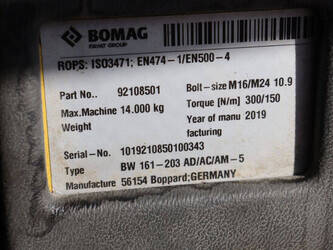 BOMAG
FAYAT GROUP
ROPS: ISO3471; EN474-1/EN500-4
Part No.. 92108501 Bolt-size M16/M24 10.9
Max.Machine 14.000 kg Torque [N/m] 300/150
Weight Year of manu 2019
facturing
Serial-No. 1019210850100343
Type BW 161-203 AD/AC/AM-5
Manufacture 56154 Boppard;GERMANY